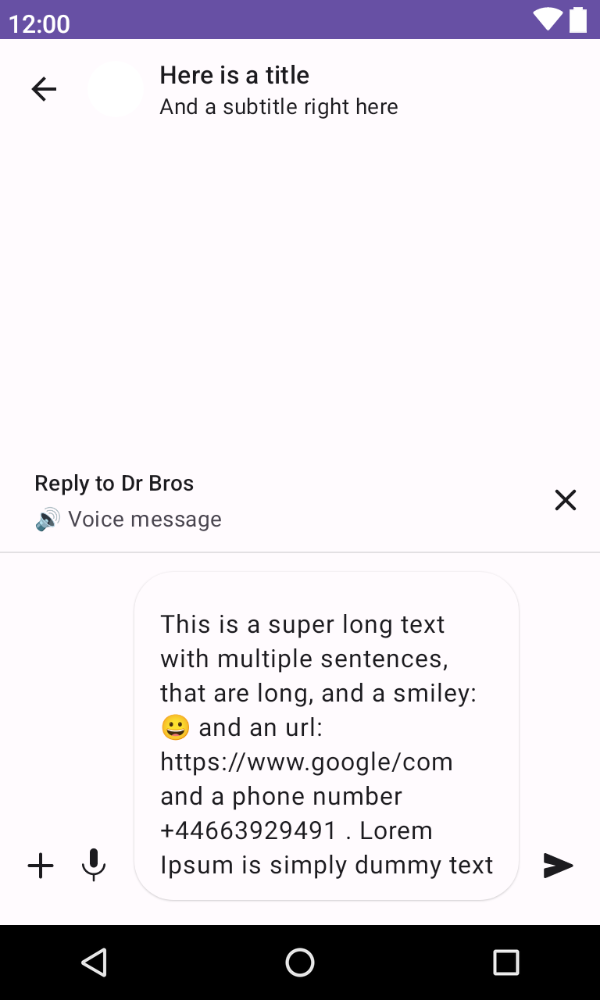 12:00
Here is a title
And a subtitle right here
Reply to Dr Bros
🔊 Voice message
This is a super long text
with multiple sentences,
that are long, and a smiley:
😀 and an url:
https://www.google/com
and a phone number
+44663929491 . Lorem
Ipsum is simply dummy text